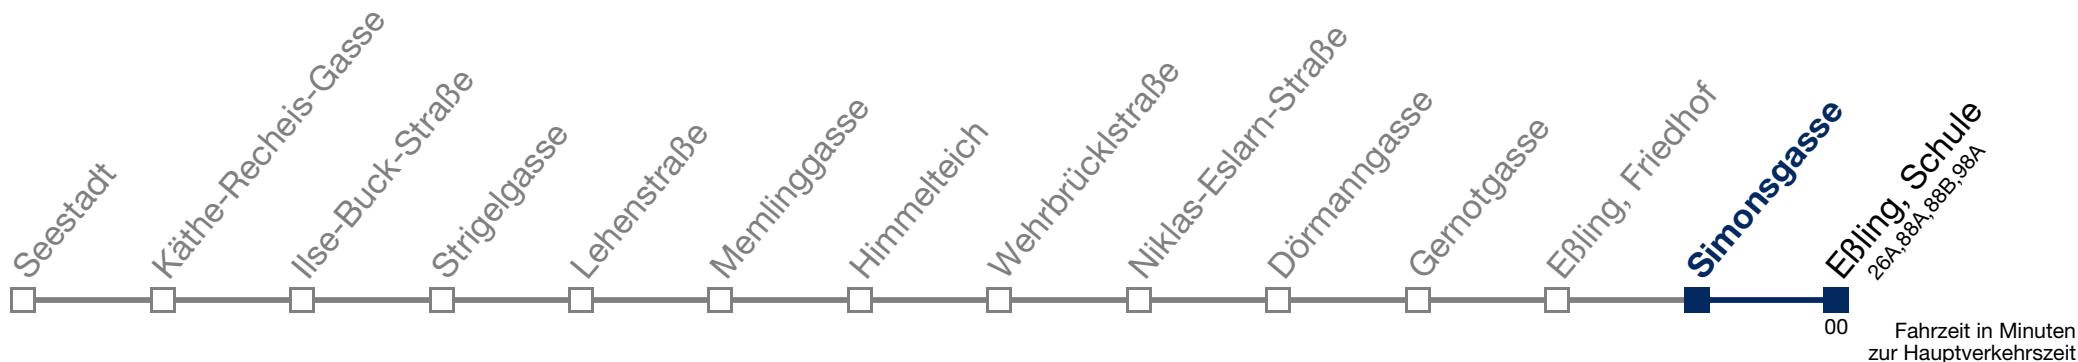 Seestadt
Käthe-Recheis-Gasse
Ilse-Buck-Straße
Strigelgasse
Lehenstraße
Memlinggasse
Himmelteich
Wehrbrücklstraße
Niklas-Eslarn-Straße
Dörmanngasse
Gernotgasse
Eßling, Friedhof
Simonsgasse
Eßling, Schule
26A,88A,88B,98A
00
Fahrzeit in Minuten
zur Hauptverkehrszeit